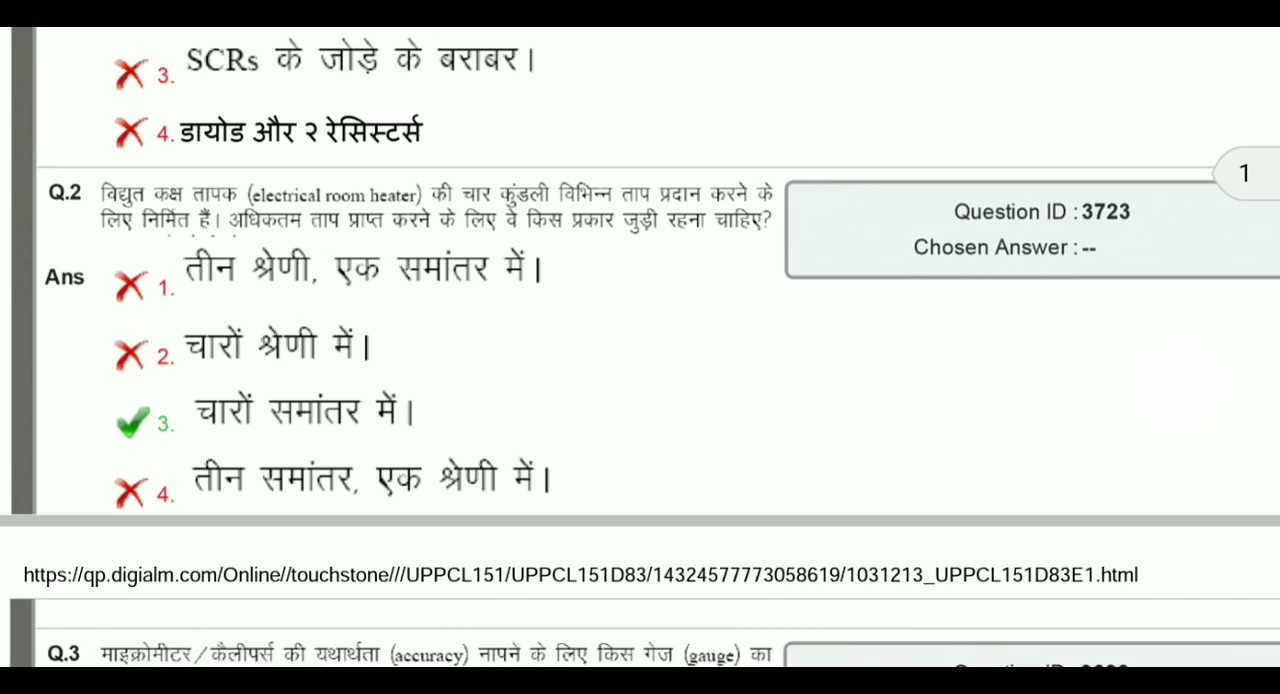 3. SCRs के जोड़े के बराबर।
4. डायोड और २ रेसिस्टर्स
1
Q.2 विद्युत कक्ष तापक (electrical room heater) की चार कुंडली विभिन्न ताप प्रदान करने के
लिए निर्मित हैं। अधिकतम ताप प्राप्त करने के लिए वे किस प्रकार जुड़ी रहना चाहिए?
Question ID : 3723
Chosen Answer : --
Ans 1. तीन श्रेणी, एक समांतर में।
2. चारों श्रेणी में।
3. चारों समांतर में।
4. तीन समांतर, एक श्रेणी में।
https://qp.digialm.com/Online//touchstone///UPPCL151/UPPCL151D83/14324577773058619/1031213_UPPCL151D83E1.html
Q.3 माइक्रोमीटर/कैलीपर्स की यथार्थता (accuracy) नापने के लिए किस गेज (gauge) का